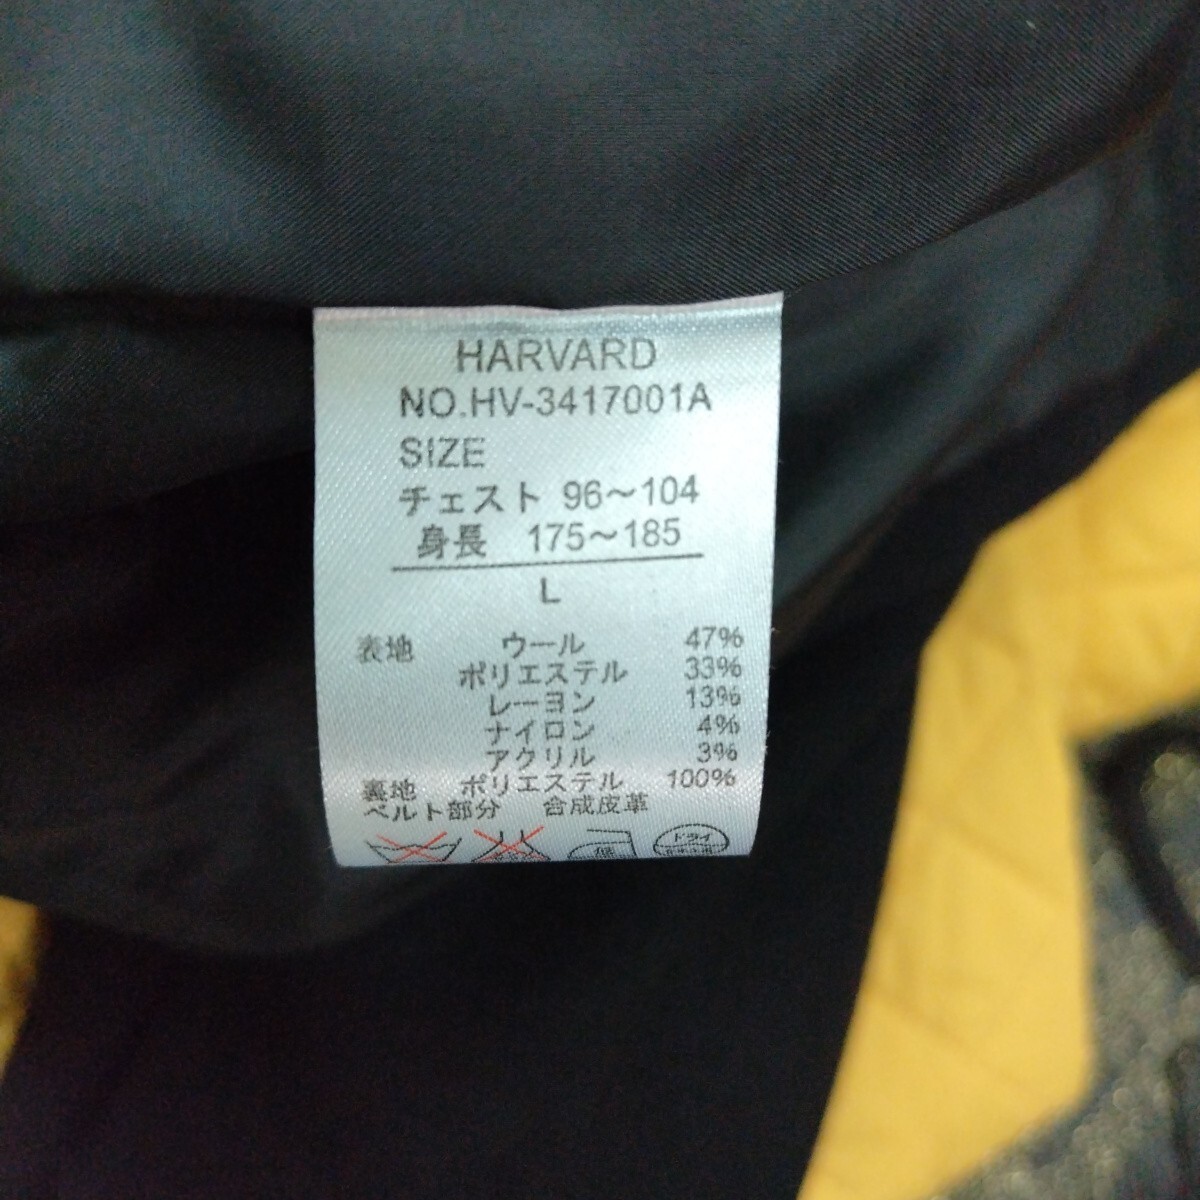 HARVARD
NO.HV-3417001A
SIZE
チェスト 96～104
身長 175～185
L
表地 ウール 47%
ポリエステル 33%
レーヨン 13%
ナイロン 4%
アクリル 3%
裏地 ポリエステル 100%
ベルト部分 合成皮革
低 ドライ